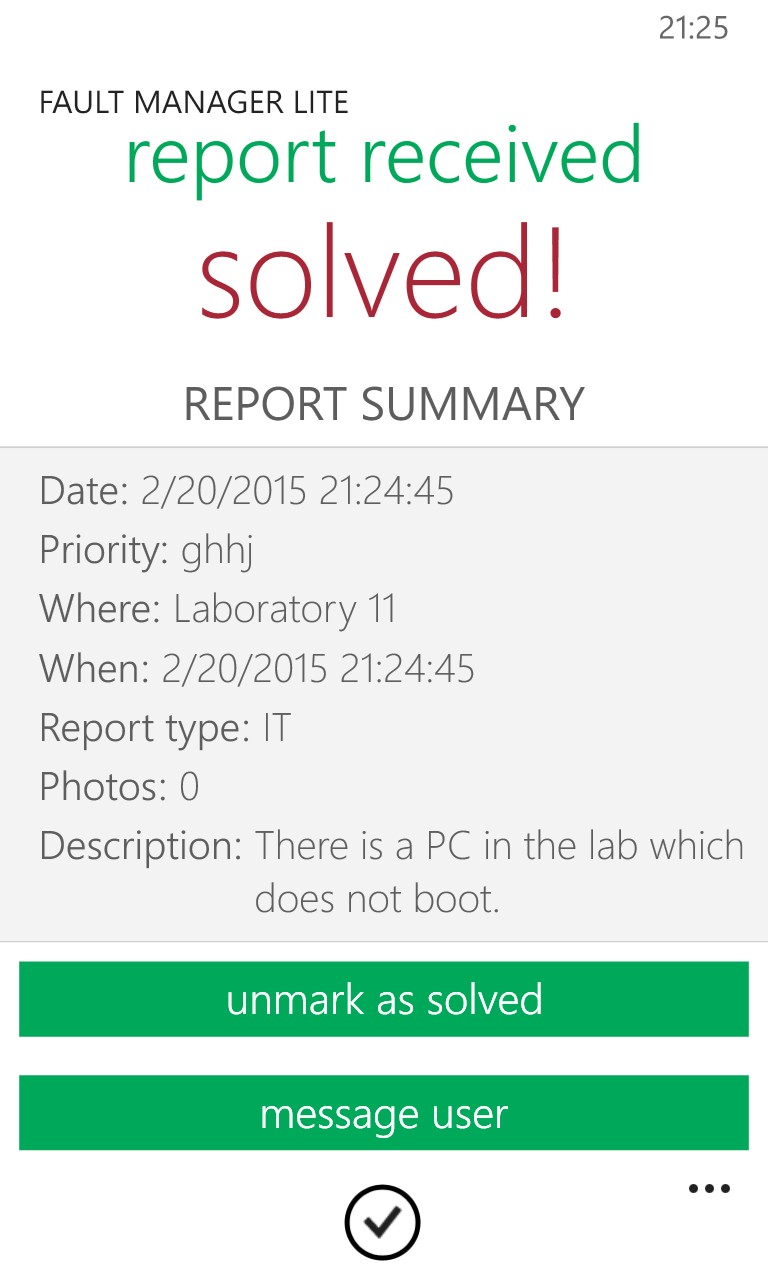 21:25
FAULT MANAGER LITE
report received
solved!
REPORT SUMMARY
Date: 2/20/2015 21:24:45
Priority: ghhj
Where: Laboratory 11
When: 2/20/2015 21:24:45
Report type: IT
Photos: 0
Description: There is a PC in the lab which
does not boot.
unmark as solved
message user